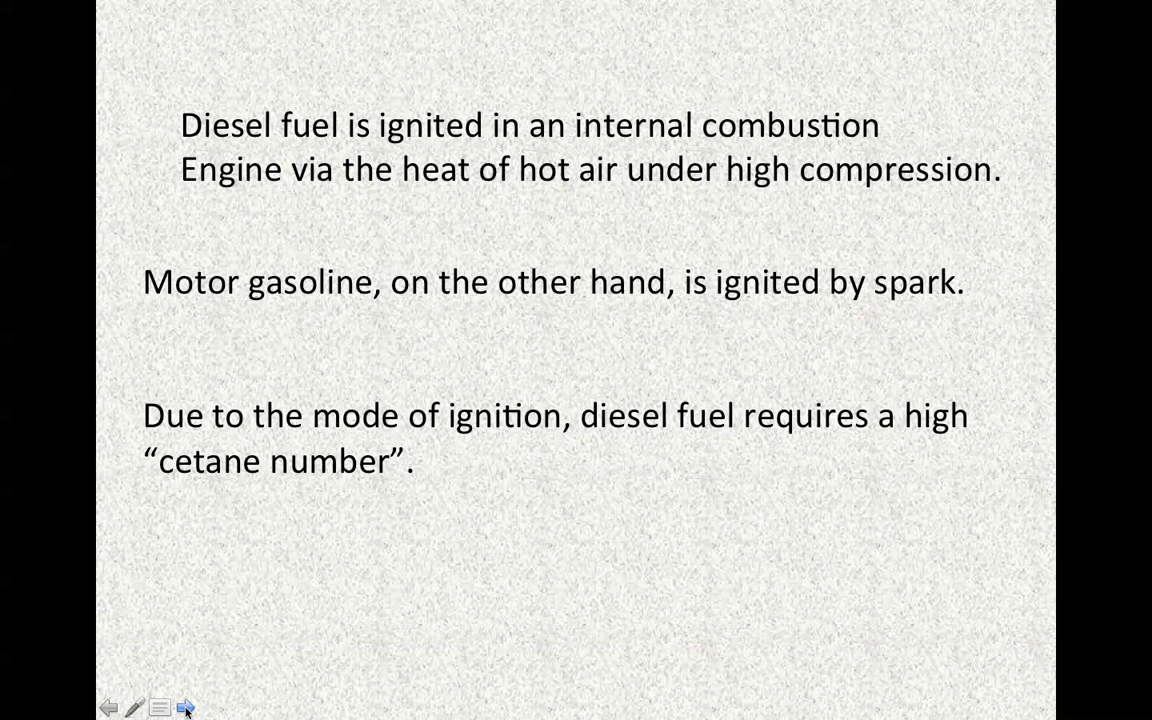 Diesel fuel is ignited in an internal combustion
Engine via the heat of hot air under high compression.
Motor gasoline, on the other hand, is ignited by spark.
Due to the mode of ignition, diesel fuel requires a high
“cetane number”.